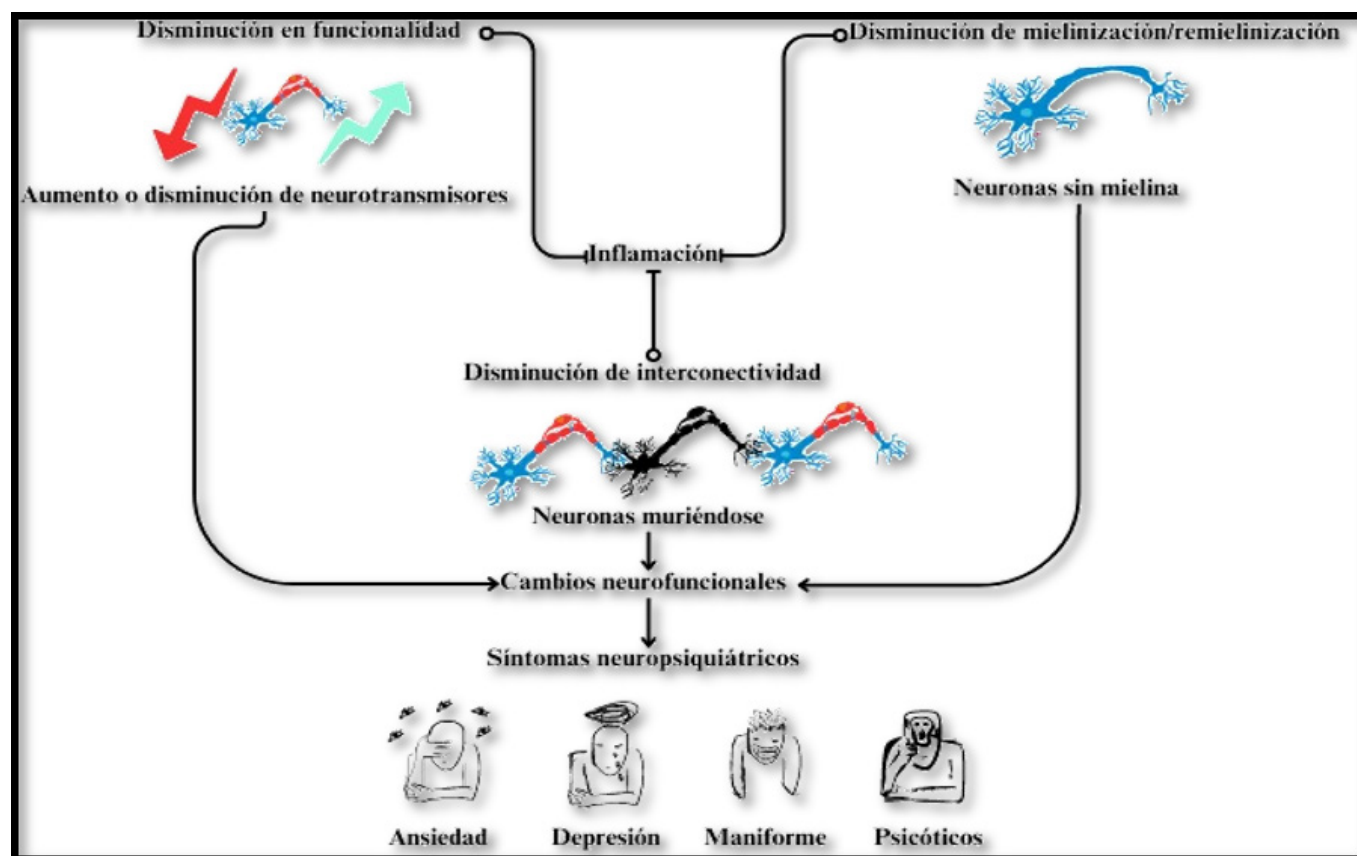 Disminución en funcionalidad
Disminución de mielinización/remielinización
Aumento o disminución de neurotransmisores
Neuronas sin mielina
Inflamación
Disminución de interconectividad
Neuronas muriéndose
Cambios neurofuncionales
Síntomas neuropsiquiátricos
Ansiedad
Depresión
Maniforme
Psicóticos